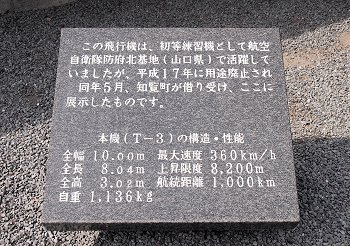 この飛行機は、初等練習機として航空
自衛隊防府北基地(山口県)で活躍して
いましたが、平成17年に用途廃止され
同年5月、知覧町が借り受け、ここに
展示したものです。
本機(T-3)の構造・性能
全幅 10.00m 最大速度 360km/h
全長 8.04m 上昇限度 8,200m
全高 3.02m 航続距離 1,000km
自重 1,136kg